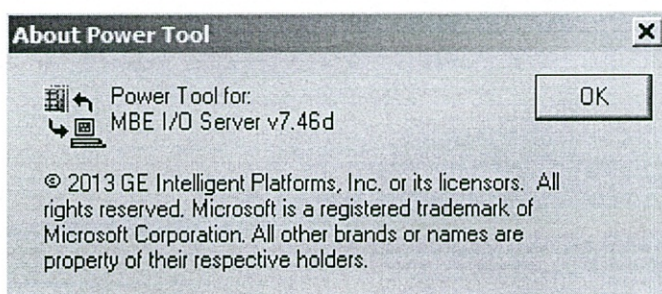 About Power Tool
Power Tool for:
OK
MBE I/O Server v7.46d
© 2013 GE Intelligent Platforms, Inc. or its licensors. All
rights reserved. Microsoft is a registered trademark of
Microsoft Corporation. All other brands or names are
property of their respective holders.